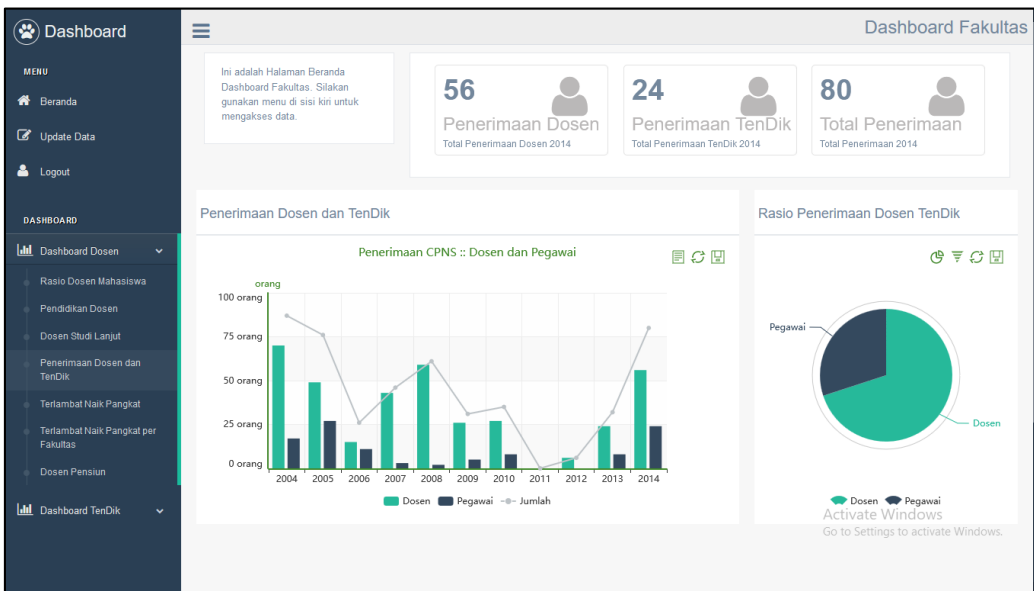 Dashboard
MENU
Beranda
Update Data
Logout
DASHBOARD
Dashboard Dosen
Rasio Dosen Mahasiswa
Pendidikan Dosen
Dosen Studi Lanjut
Penerimaan Dosen dan
TenDik
Terlambat Naik Pangkat
Terlambat Naik Pangkat per
Fakultas
Dosen Pensiun
Dashboard TenDik
Dashboard Fakultas
Ini adalah Halaman Beranda
Dashboard Fakultas. Silakan
gunakan menu di sisi kiri untuk
mengakses data.
56
Penerimaan Dosen
Total Penerimaan Dosen 2014
24
Penerimaan TenDik
Total Penerimaan TenDik 2014
80
Total Penerimaan
Total Penerimaan 2014
Penerimaan Dosen dan TenDik
Penerimaan CPNS :: Dosen dan Pegawai
orang
100 orang
75 orang
50 orang
25 orang
0 orang
2004 2005 2006 2007 2008 2009 2010 2011 2012 2013 2014
Dosen Pegawai Jumlah
Rasio Penerimaan Dosen TenDik
Pegawai
Dosen
Dosen Pegawai
Activate Windows
Go to Settings to activate Windows.